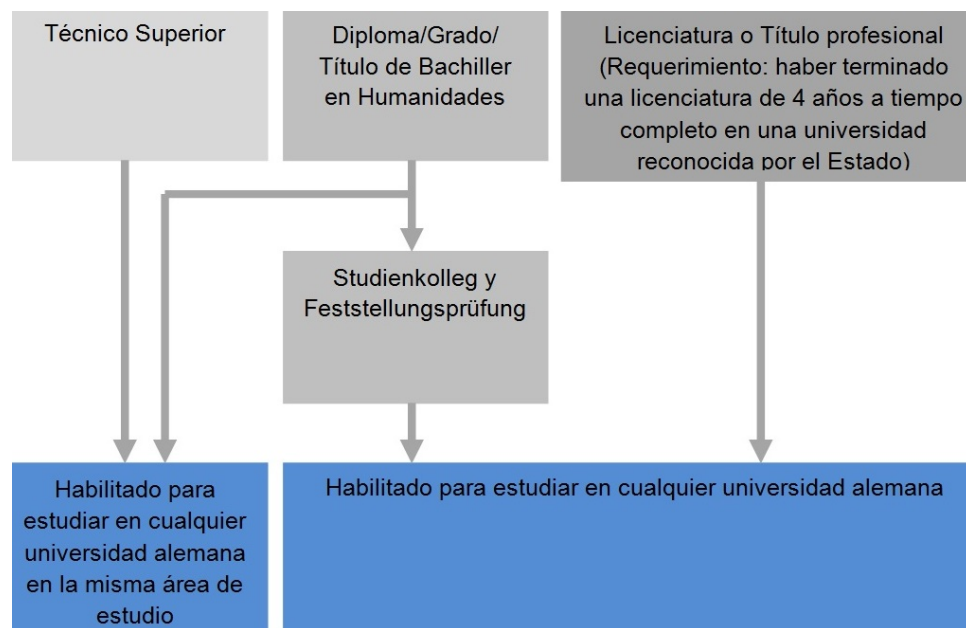 Técnico Superior
Diploma/Grado/
Título de Bachiller
en Humanidades
Licenciatura o Título profesional
(Requerimiento: haber terminado
una licenciatura de 4 años a tiempo
completo en una universidad
reconocida por el Estado)
Studienkolleg y
Feststellungsprüfung
Habilitado para
estudiar en cualquier
universidad alemana
en la misma área de
estudio
Habilitado para estudiar en cualquier universidad alemana